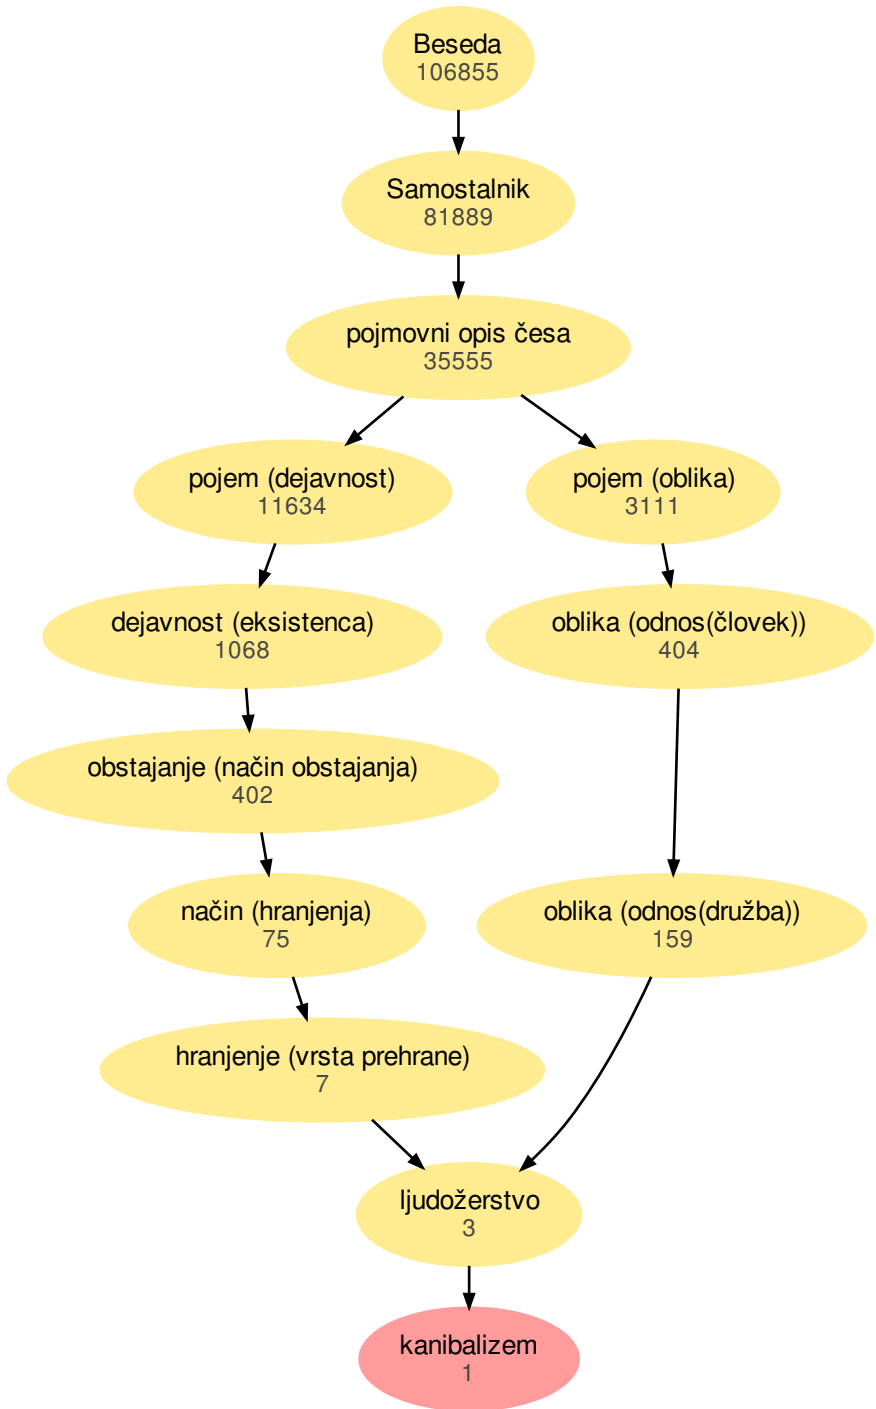 Beseda
106855
Samostalnik
81889
pojmovni opis česa
35555
pojem (dejavnost)
11634
pojem (oblika)
3111
dejavnost (eksistenca)
1068
oblika (odnos(človek))
404
obstajanje (način obstajanja)
402
način (hranjenja)
75
oblika (odnos(družba))
159
hranjenje (vrsta prehrane)
7
ljudožerstvo
3
kanibalizem
1